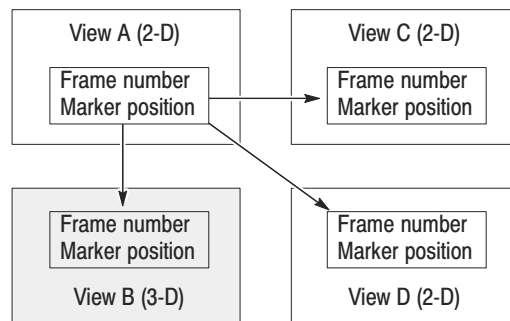 View A (2-D)
Frame number
Marker position
View C (2-D)
Frame number
Marker position
Frame number
Marker position
View B (3-D)
Frame number
Marker position
View D (2-D)